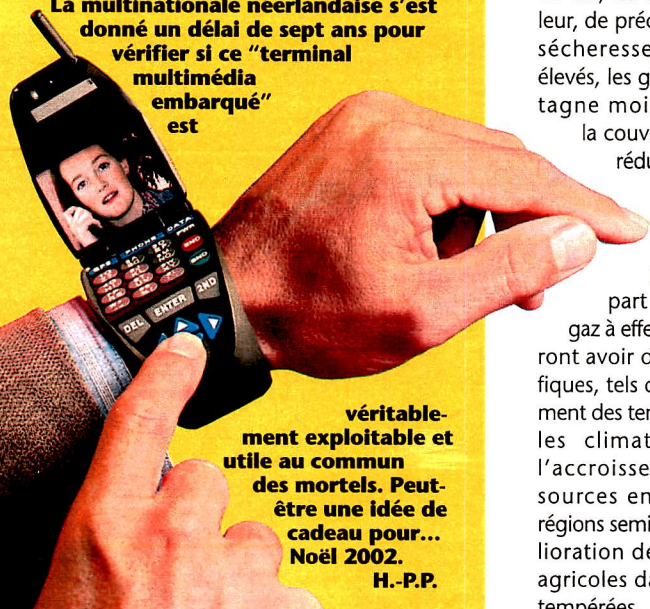 La multinationale néerlandaise s'est
donné un délai de sept ans pour
vérifier si ce "terminal
multimédia
embarqué"
est
GPS PHONE DATA
PWR
END
SND
DEL ENTER 2ND
véritable-
ment exploitable et
utile au commun
des mortels. Peut-
être une idée de
cadeau pour...
Noël 2002.
H.-P.P.
leur, de préc
sécheresse
élevés, les g
tagne moi
la couv
rédu
part
gaz à effe
ront avoir d
fiques, tels c
ment des ter
les climat
l'accroisse
sources en
régions semi
lioration de
agricoles da
tempérées